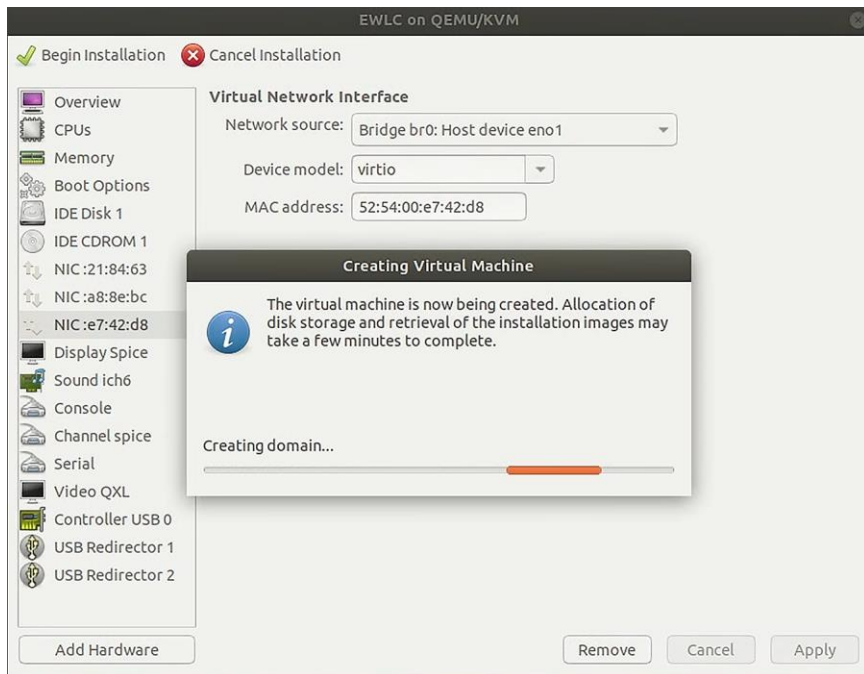 EWLC on QEMU/KVM
Begin Installation
Cancel Installation
Overview
CPUs
Memory
Boot Options
IDE Disk 1
IDE CDROM 1
NIC :21:84:63
NIC :a8:8e:bc
NIC :e7:42:d8
Display Spice
Sound ich6
Console
Channel spice
Serial
Video QXL
Controller USB 0
USB Redirector 1
USB Redirector 2
Add Hardware
Virtual Network Interface
Network source: Bridge br0: Host device eno1
Device model: virtio
MAC address: 52:54:00:e7:42:d8
Creating Virtual Machine
The virtual machine is now being created. Allocation of
disk storage and retrieval of the installation images may
take a few minutes to complete.
Creating domain...
Remove
Cancel
Apply